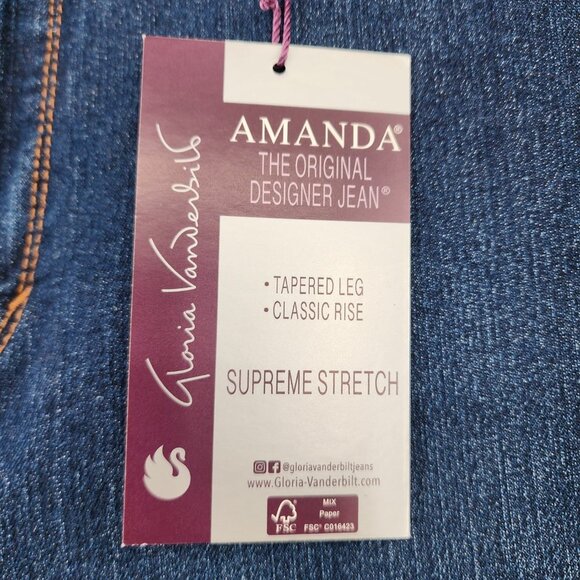 AMANDA®
THE ORIGINAL
DESIGNER JEAN®
Gloria Vanderbilt
• TAPERED LEG
• CLASSIC RISE
SUPREME STRETCH
@gloriavanderbiltjeans
www.Gloria-Vanderbilt.com
FSC
MIX
Paper
FSC® C016423